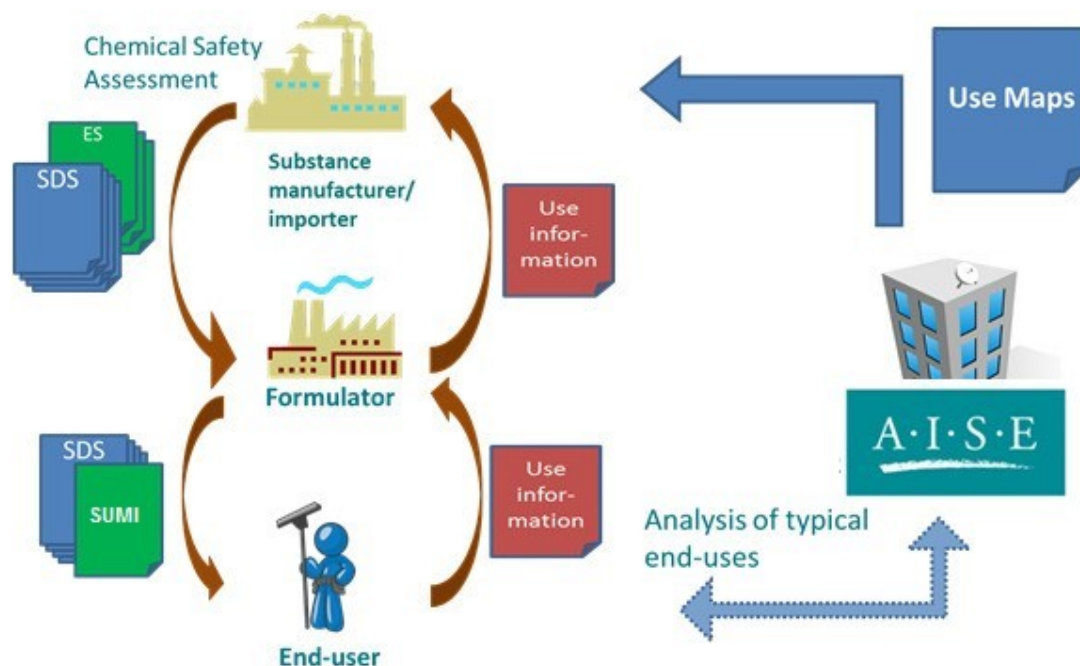 Chemical Safety
Assessment
ES
SDS
Substance
manufacturer/
importer
Use
infor-
mation
Use Maps
Formulator
A·I·S·E
SDS
SUMI
Use
infor-
mation
Analysis of typical
end-uses
End-user